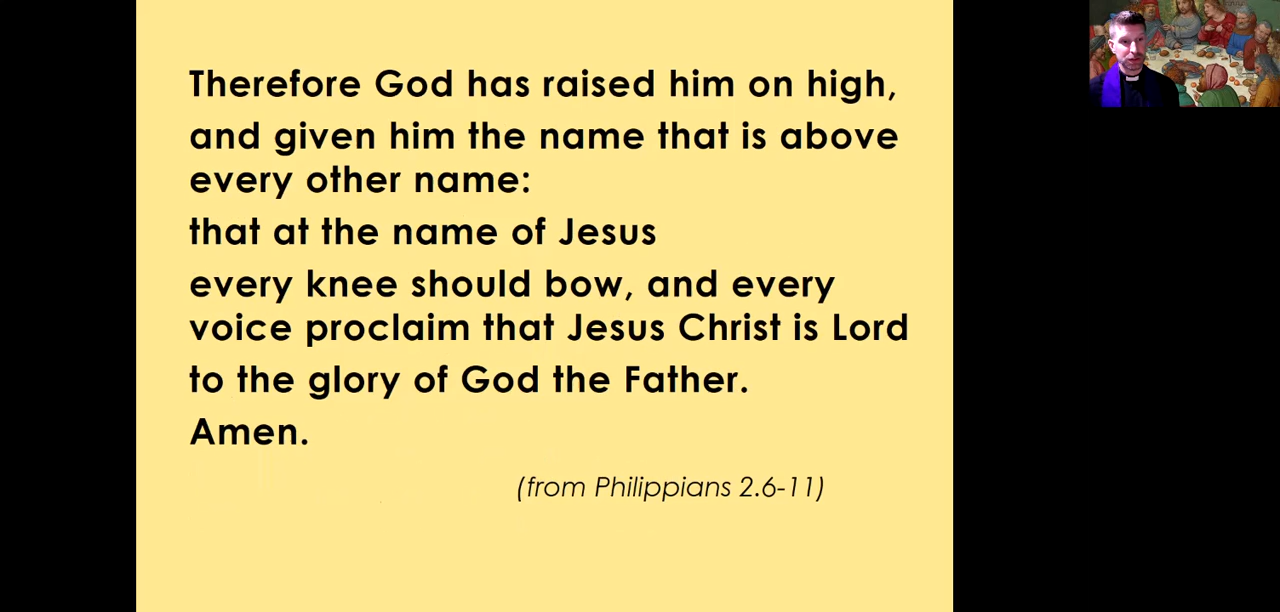 Therefore God has raised him on high,
and given him the name that is above
every other name:
that at the name of Jesus
every knee should bow, and every
voice proclaim that Jesus Christ is Lord
to the glory of God the Father.
Amen.
(from Philippians 2.6-11)